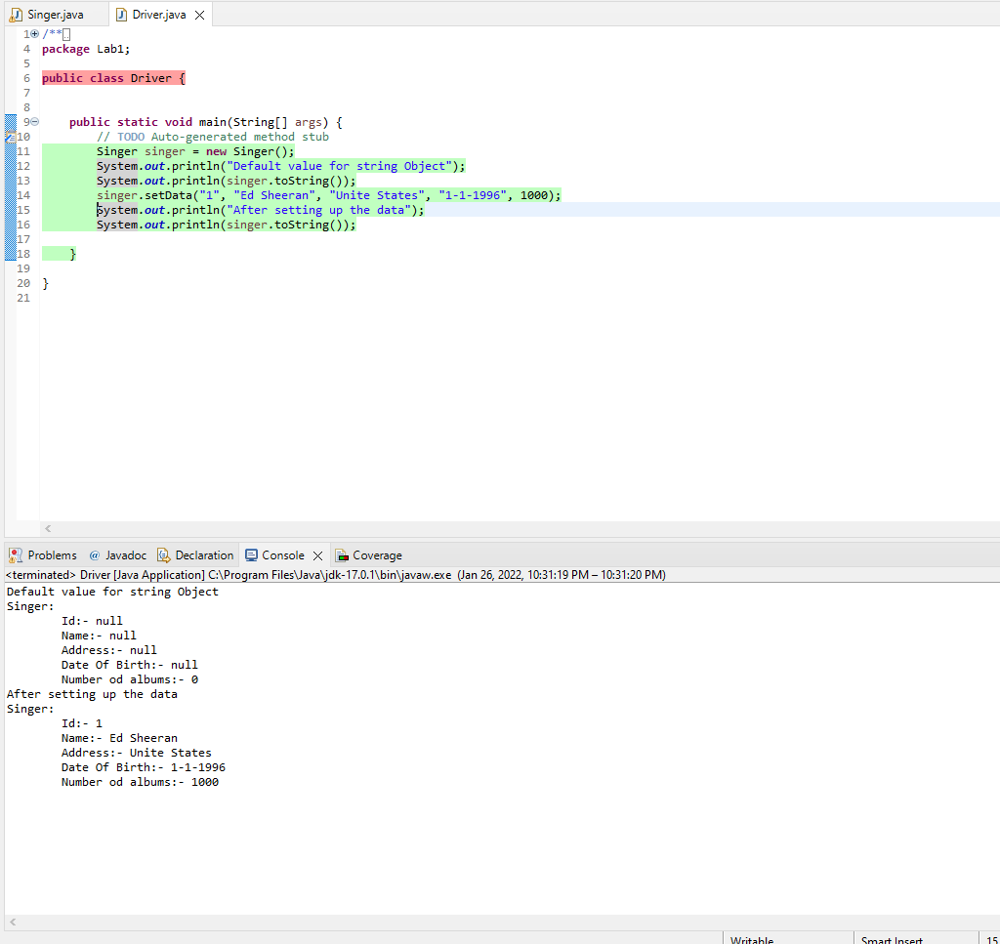 Singer.java Driver.java
1 /**
4 package Lab1;
5
6 public class Driver {
7
8
9 public static void main(String[] args) {
10 // TODO Auto-generated method stub
11 Singer singer = new Singer();
12 System.out.println("Default value for string Object");
13 System.out.println(singer.toString());
14 singer.setData("1", "Ed Sheeran", "Unite States", "1-1-1996", 1000);
15 System.out.println("After setting up the data");
16 System.out.println(singer.toString());
17
18 }
19
20 }
21
Problems @ Javadoc Declaration Console Coverage
<terminated> Driver [Java Application] C:\Program Files\Java\jdk-17.0.1\bin\javaw.exe (Jan 26, 2022, 10:31:19 PM – 10:31:20 PM)
Default value for string Object
Singer:
Id:- null
Name:- null
Address:- null
Date Of Birth:- null
Number od albums:- 0
After setting up the data
Singer:
Id:- 1
Name:- Ed Sheeran
Address:- Unite States
Date Of Birth:- 1-1-1996
Number od albums:- 1000
Writable Smart Insert 15